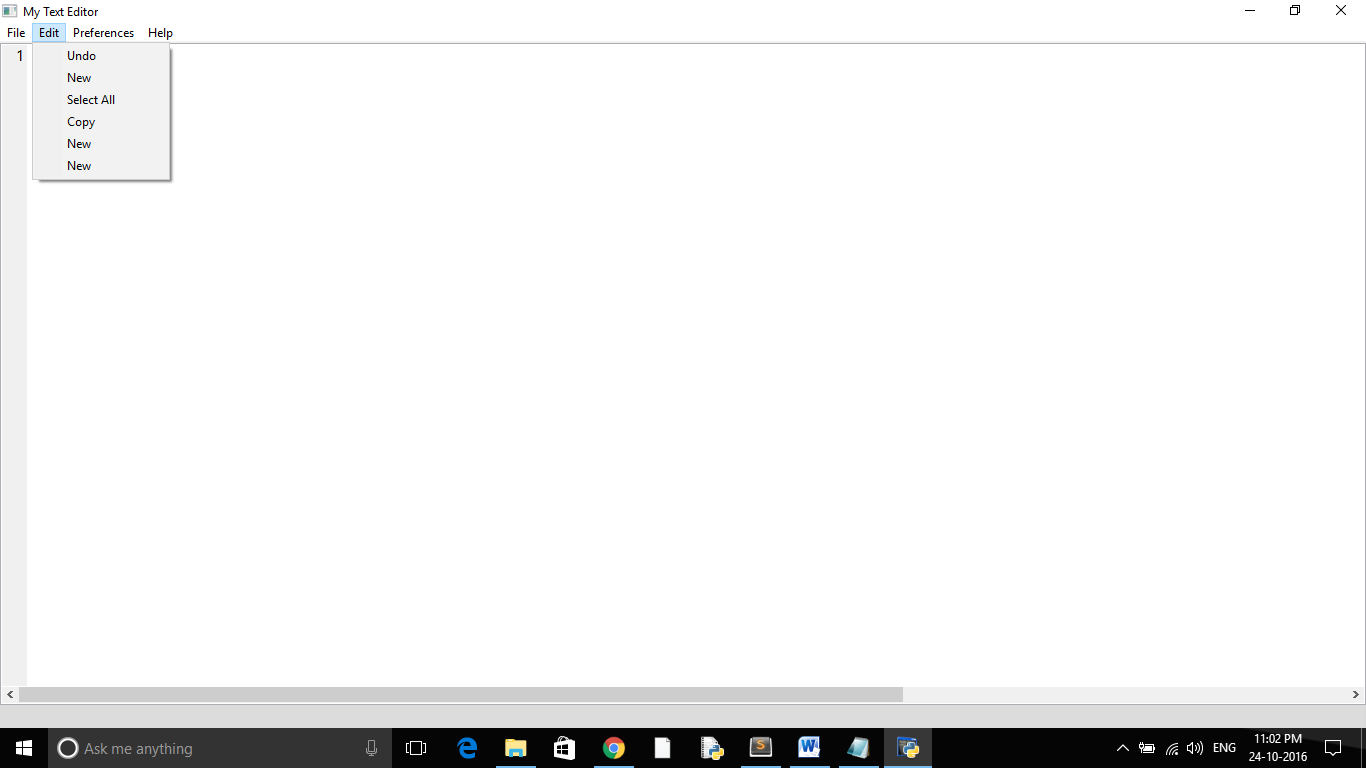 My Text Editor
File Edit Preferences Help
1
Undo
New
Select All
Copy
New
New
Ask me anything
S
W
ENG
11:02 PM
24-10-2016